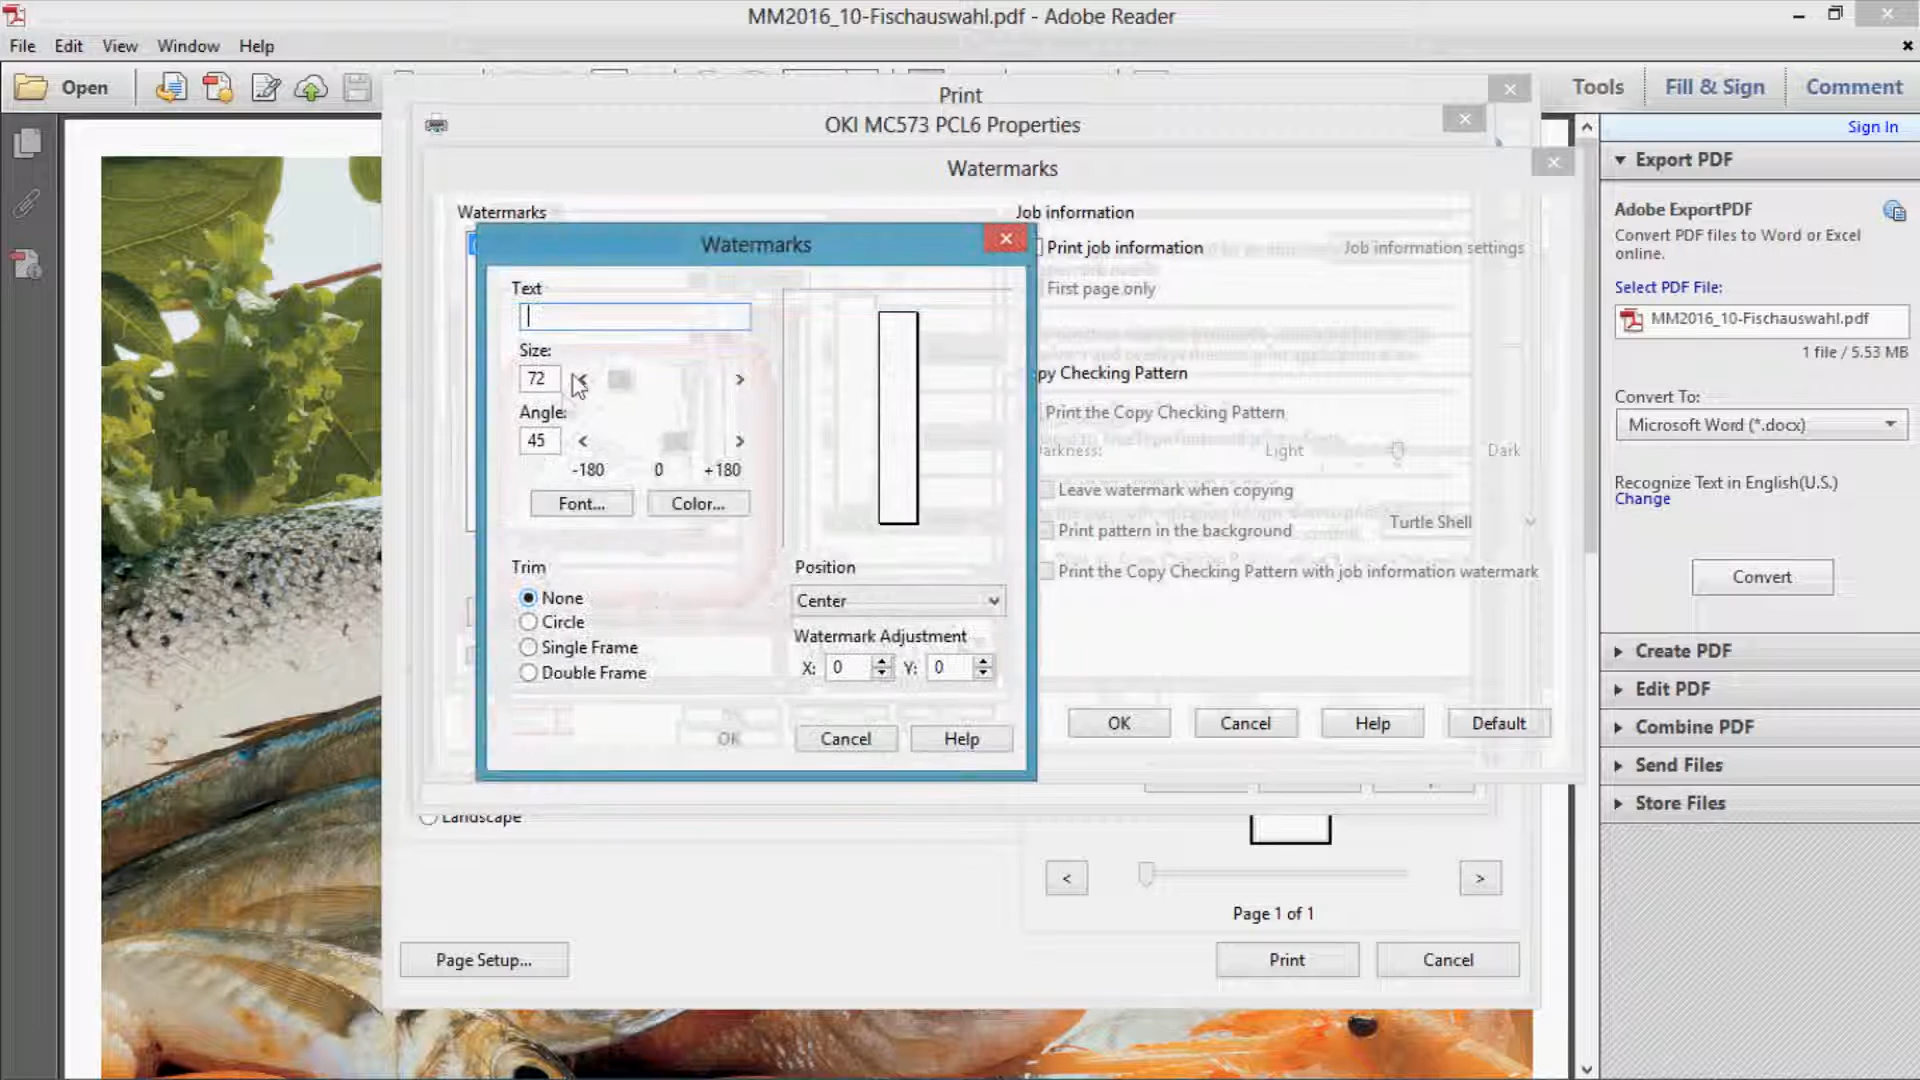 MM2016_10-Fischauswahl.pdf - Adobe Reader
File Edit View Window Help
Open
Tools Fill & Sign Comment
Sign In
Print
OKI MC573 PCL6 Properties
Watermarks
Watermarks
Job information
Print job information
Job information settings
First page only
py Checking Pattern
Print the Copy Checking Pattern
arkness: Light Dark
Leave watermark when copying
Print pattern in the background
Turtle Shell
Print the Copy Checking Pattern with job information watermark
OK Cancel Help Default
Watermarks
Text
Size:
72 < >
Angle:
45 < >
-180 0 +180
Font... Color...
Trim
None
Circle
Single Frame
Double Frame
Position
Center
Watermark Adjustment
X: 0 Y: 0
OK Cancel Help
Landscape
< >
Page 1 of 1
Page Setup... Print Cancel
Export PDF
Adobe ExportPDF
Convert PDF files to Word or Excel
online.
Select PDF File:
MM2016_10-Fischauswahl.pdf
1 file / 5.53 MB
Convert To:
Microsoft Word (*.docx)
Recognize Text in English(U.S.)
Change
Convert
Create PDF
Edit PDF
Combine PDF
Send Files
Store Files